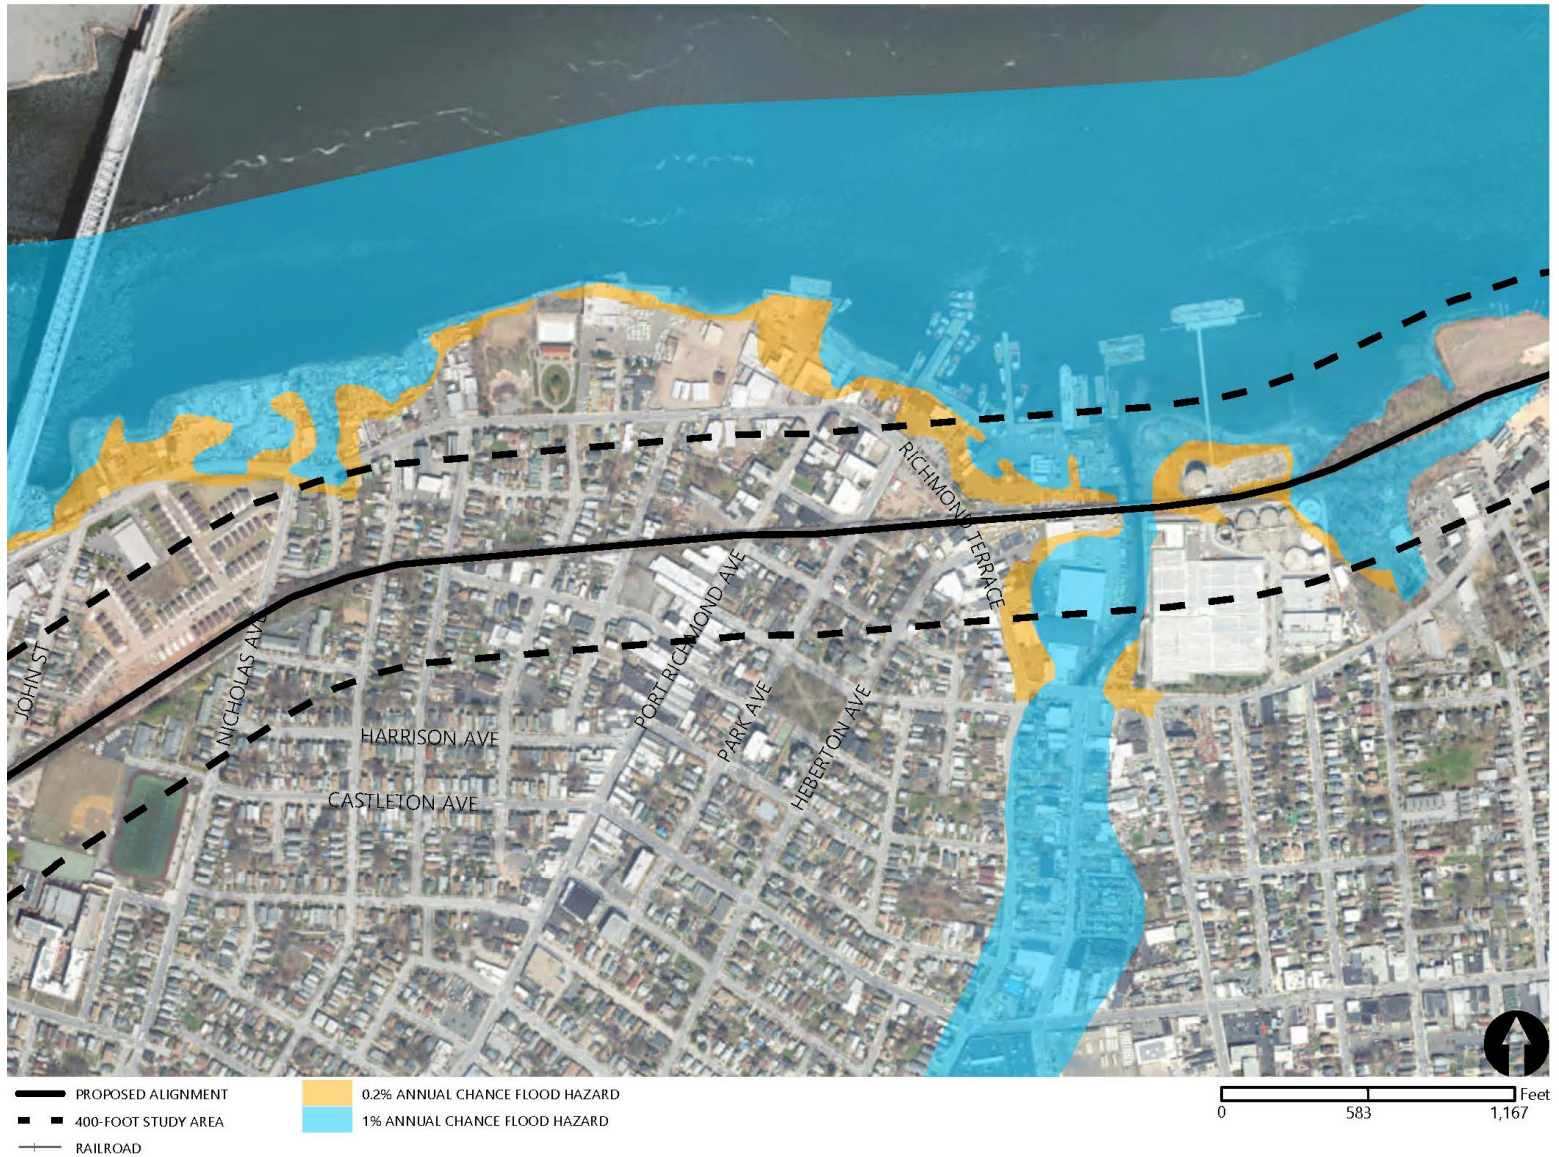 RICHMOND TERRACE
PORT RICHMOND AVE
NICHOLAS AVE
JOHN ST
PARK AVE
HEBERTON AVE
HARRISON AVE
CASTLETON AVE
PROPOSED ALIGNMENT
400-FOOT STUDY AREA
RAILROAD
0.2% ANNUAL CHANCE FLOOD HAZARD
1% ANNUAL CHANCE FLOOD HAZARD
Feet
0 583 1,167